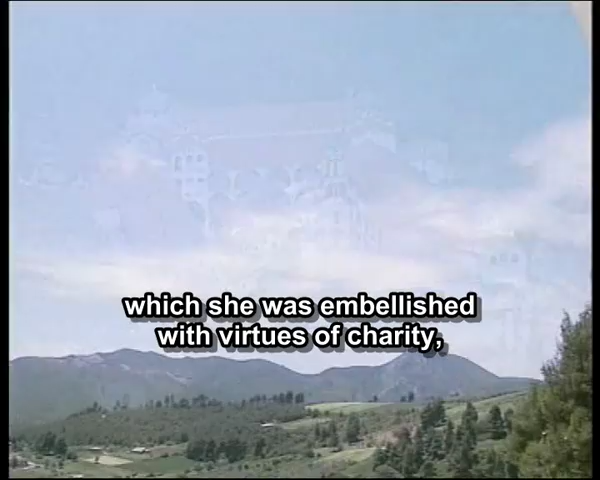 which she was embellished
with virtues of charity,